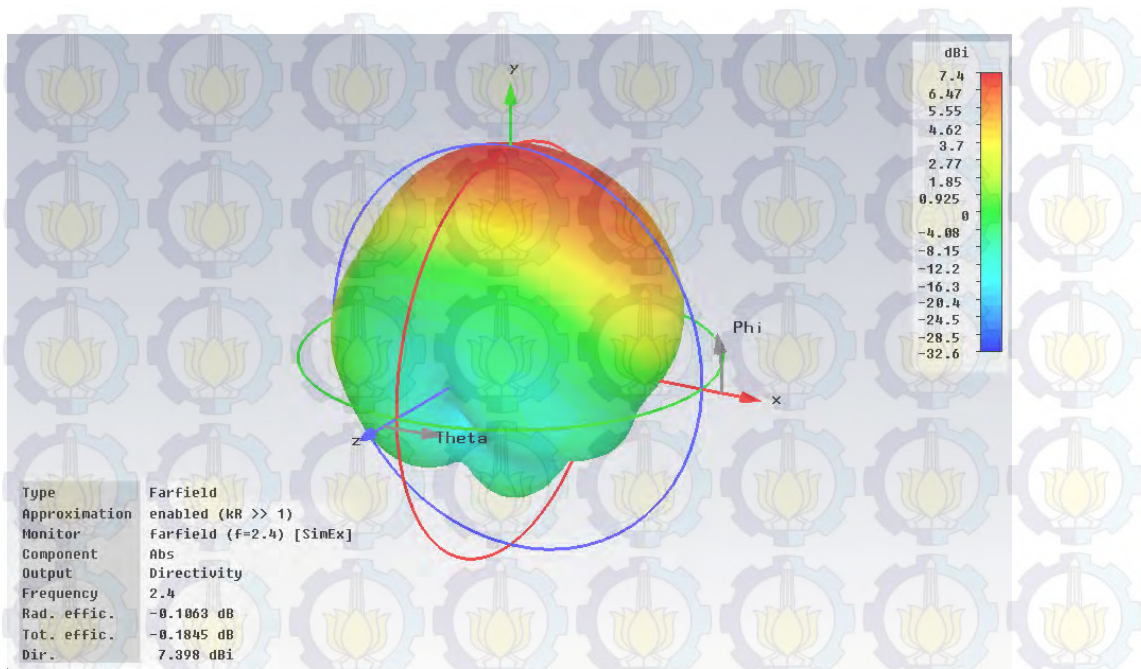 dBi
7.4
6.47
5.55
4.62
3.7
2.77
1.85
0.925
0
-4.08
-8.15
-12.2
-16.3
-20.4
-24.5
-28.5
-32.6
y
Phi
x
z
Theta
Type Farfield
Approximation enabled (kR >> 1)
Monitor farfield (f=2.4) [SimEx]
Component Abs
Output Directivity
Frequency 2.4
Rad. effic. -0.1063 dB
Tot. effic. -0.1845 dB
Dir. 7.398 dBi